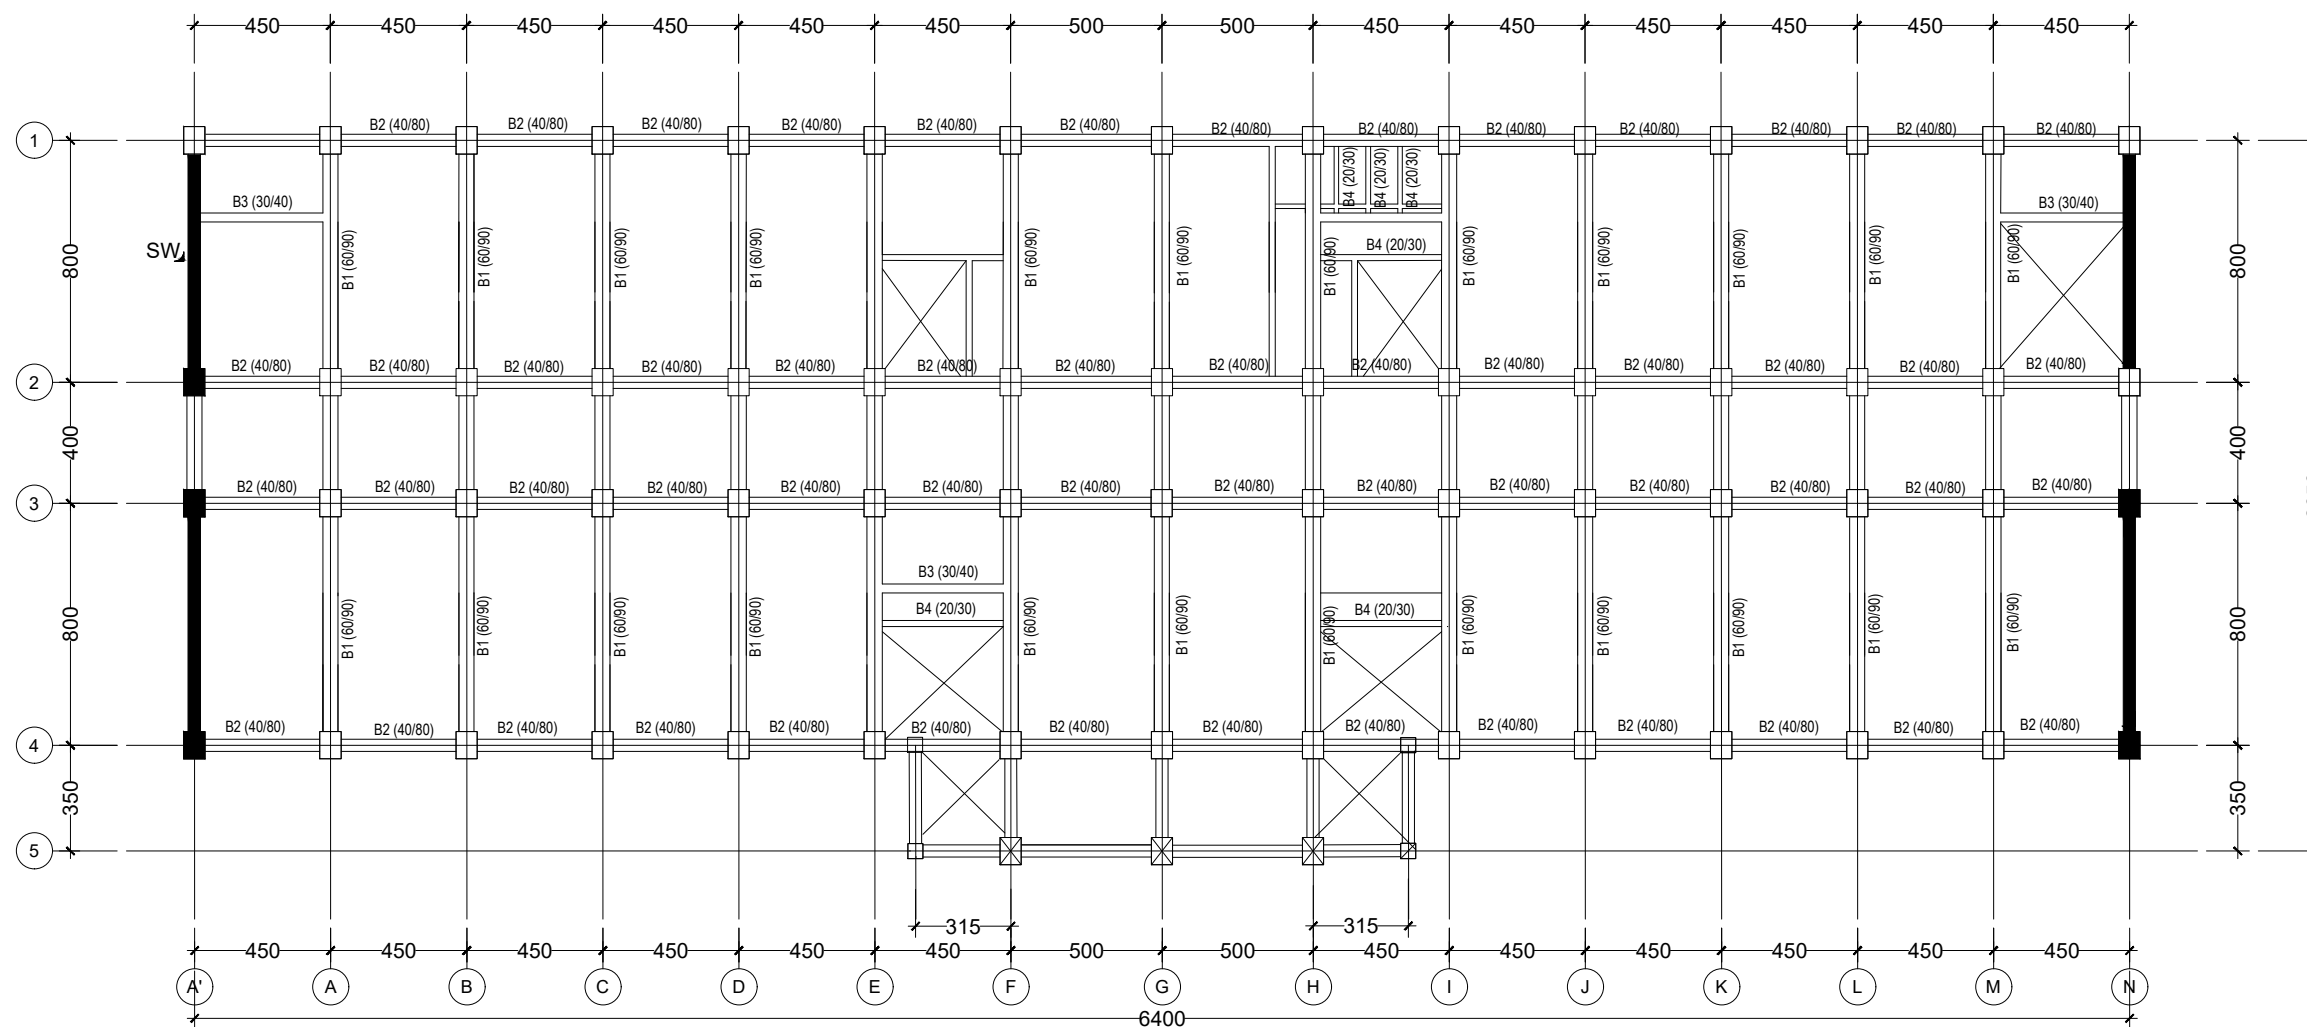 450 450 450 450 450 450 500 500 450 450 450 450 450 450
B2 (40/80) B2 (40/80) B2 (40/80) B2 (40/80) B2 (40/80) B2 (40/80) B2 (40/80) B2 (40/80) B2 (40/80) B2 (40/80) B2 (40/80) B2 (40/80) B2 (40/80)
1
B4 (20/30) B4 (20/30) B4 (20/30)
B3 (30/40) B3 (30/40)
SW
800 B1 (60/90) B1 (60/90) B1 (60/90) B1 (60/90) B1 (60/90) B1 (60/90) B1 (60/90) B1 (60/90) B1 (60/90) B1 (60/90) B1 (60/90) B1 (60/90) 800
B4 (20/30)
B2 (40/80) B2 (40/80) B2 (40/80) B2 (40/80) B2 (40/80) B2 (40/80) B2 (40/80) B2 (40/80) B2 (40/80) B2 (40/80) B2 (40/80) B2 (40/80) B2 (40/80) B2 (40/80)
2
400 400
B2 (40/80) B2 (40/80) B2 (40/80) B2 (40/80) B2 (40/80) B2 (40/80) B2 (40/80) B2 (40/80) B2 (40/80) B2 (40/80) B2 (40/80) B2 (40/80) B2 (40/80) B2 (40/80)
3
B3 (30/40)
B4 (20/30) B4 (20/30)
800 B1 (60/90) B1 (60/90) B1 (60/90) B1 (60/90) B1 (60/90) B1 (60/90) B1 (60/90) B1 (60/90) B1 (60/90) B1 (60/90) B1 (60/90) B1 (60/90) 800
B2 (40/80) B2 (40/80) B2 (40/80) B2 (40/80) B2 (40/80) B2 (40/80) B2 (40/80) B2 (40/80) B2 (40/80) B2 (40/80) B2 (40/80) B2 (40/80) B2 (40/80) B2 (40/80)
4
350 350
5
315 315
450 450 450 450 450 450 500 500 450 450 450 450 450 450
A' A B C D E F G H I J K L M N
6400